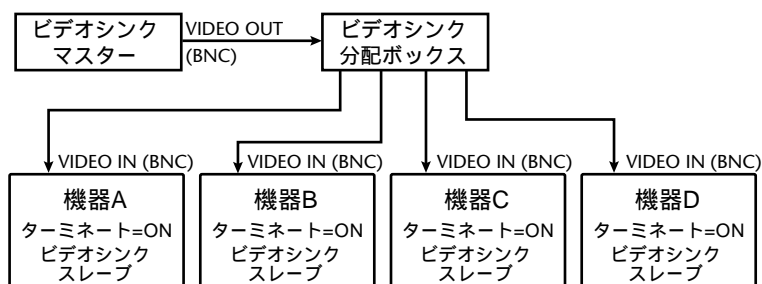 ビデオシンク
マスター
VIDEO OUT
(BNC)
ビデオシンク
分配ボックス
VIDEO IN (BNC)
VIDEO IN (BNC)
VIDEO IN (BNC)
VIDEO IN (BNC)
機器A
ターミネート=ON
ビデオシンク
スレーブ
機器B
ターミネート=ON
ビデオシンク
スレーブ
機器C
ターミネート=ON
ビデオシンク
スレーブ
機器D
ターミネート=ON
ビデオシンク
スレーブ